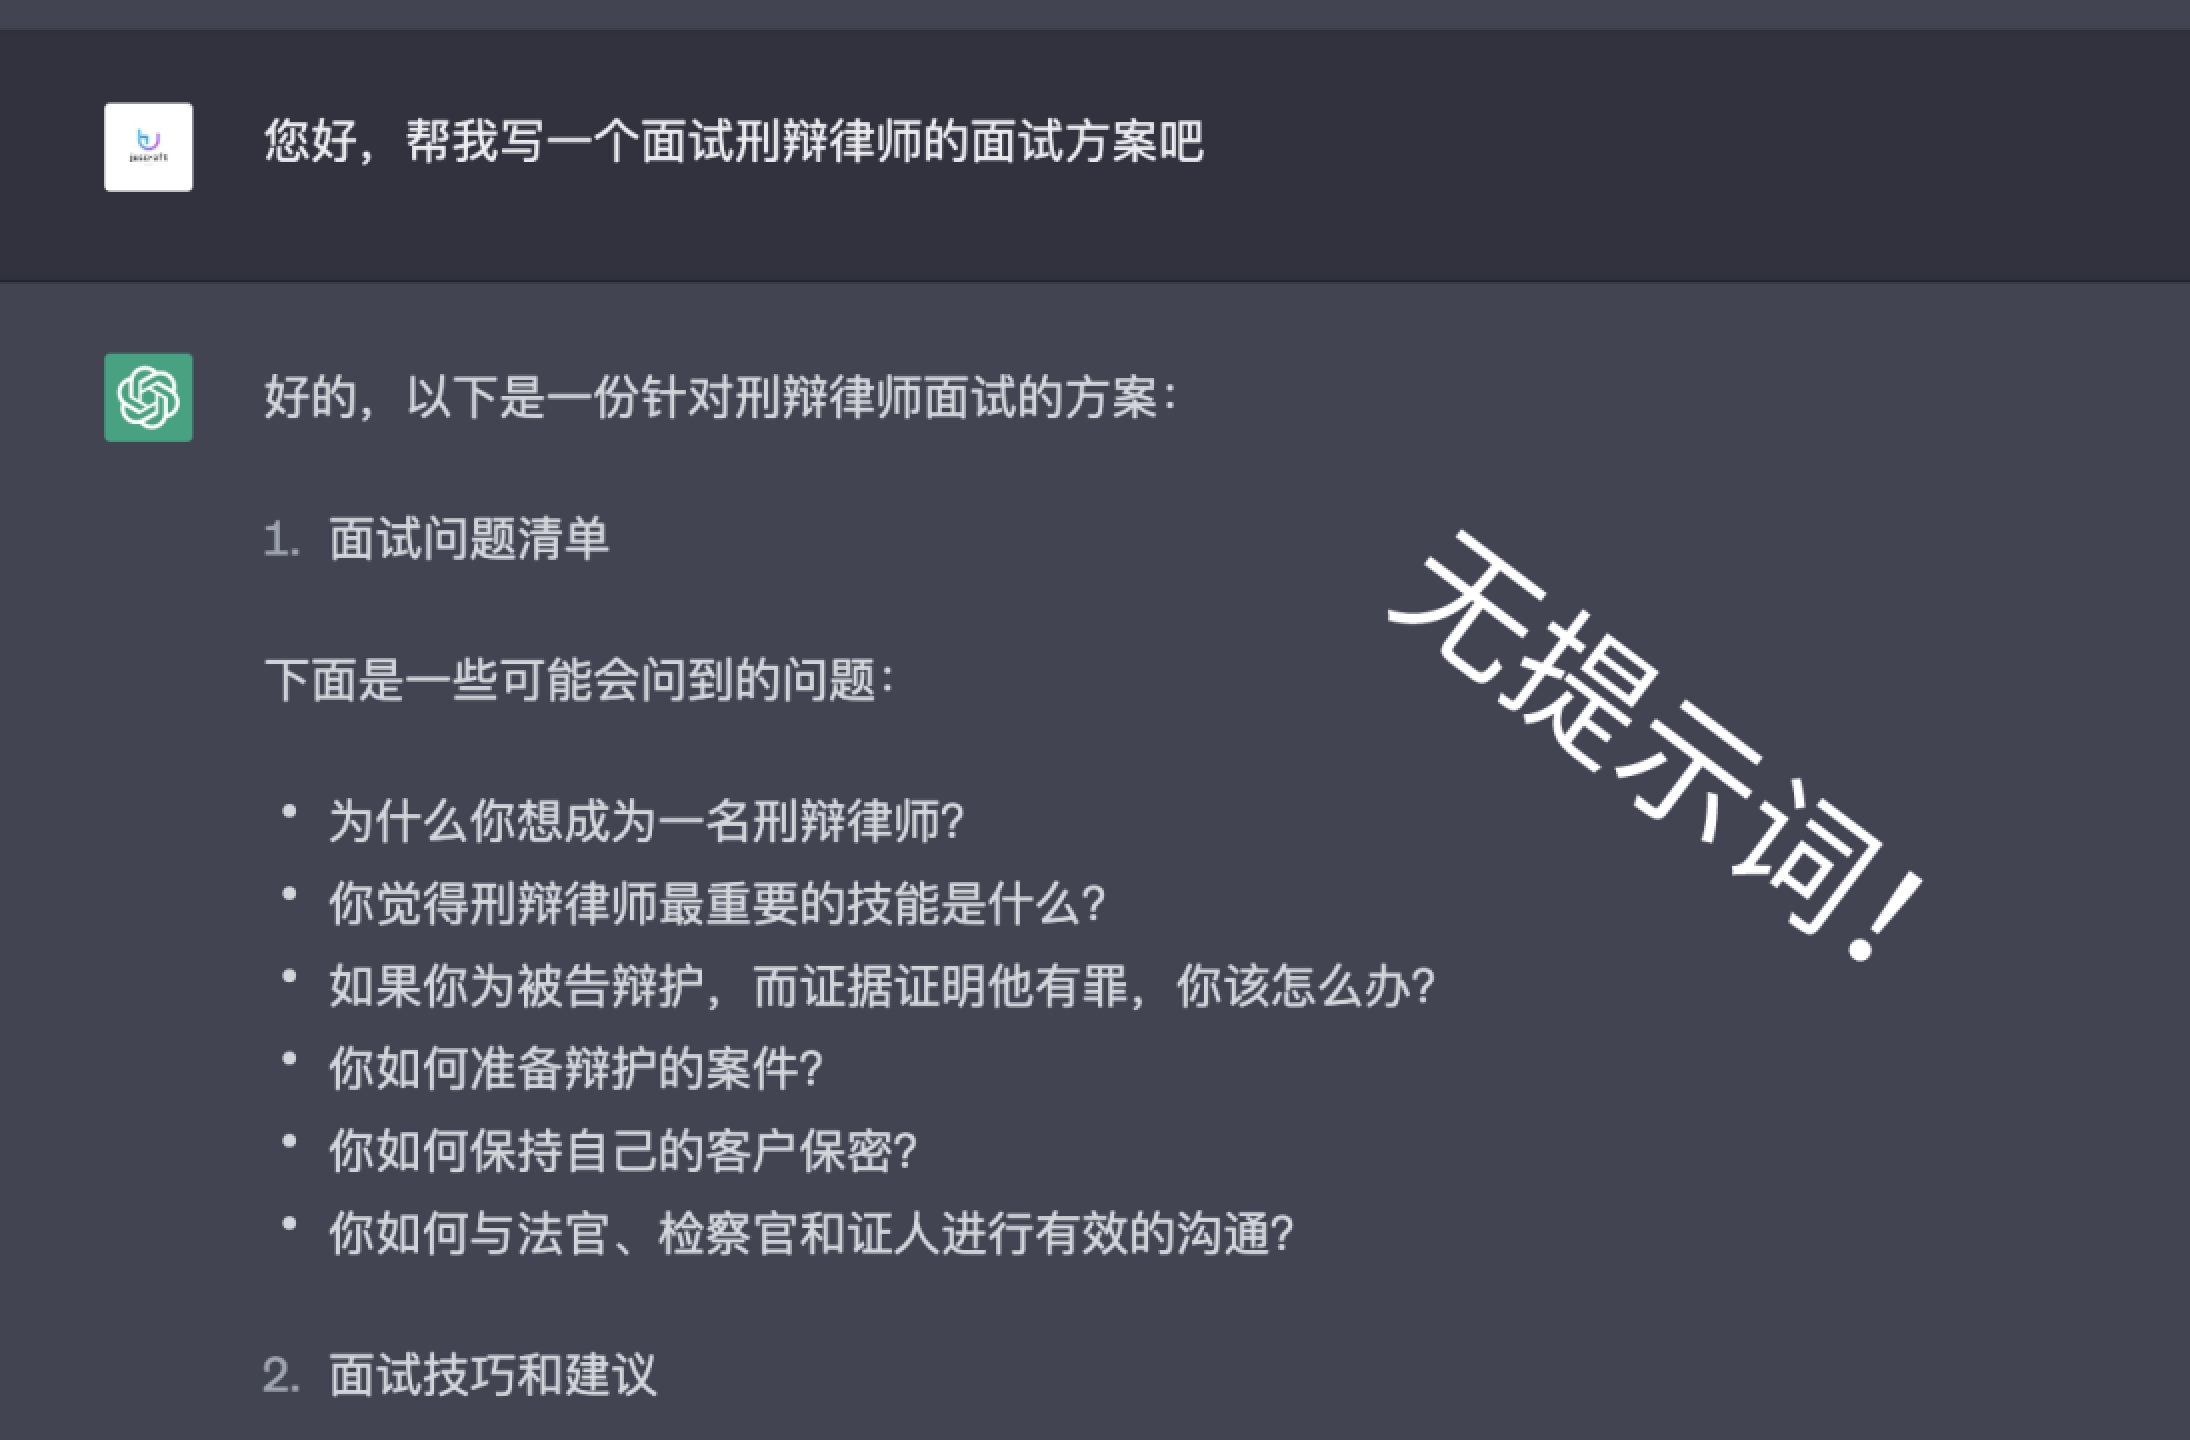 您好，帮我写一个面试刑辩律师的面试方案吧
好的，以下是一份针对刑辩律师面试的方案：
1. 面试问题清单
下面是一些可能会问到的问题：
• 为什么你想成为一名刑辩律师？
• 你觉得刑辩律师最重要的技能是什么？
• 如果你为被告辩护，而证据证明他有罪，你该怎么办？
• 你如何准备辩护的案件？
• 你如何保持自己的客户保密？
• 你如何与法官、检察官和证人进行有效的沟通？
2. 面试技巧和建议
无提示词！